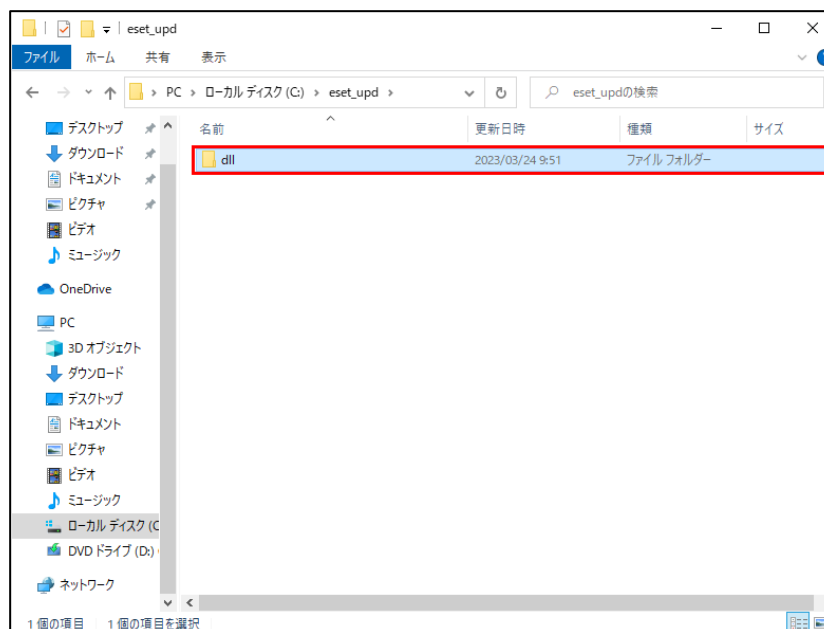 eset_upd
ファイル ホーム 共有 表示
PC ローカル ディスク (C:) eset_upd eset_updの検索
名前 更新日時 種類 サイズ
dll 2023/03/24 9:51 ファイル フォルダー
デスクトップ
ダウンロード
ドキュメント
ピクチャ
ビデオ
ミュージック
OneDrive
PC
3D オブジェクト
ダウンロード
デスクトップ
ドキュメント
ピクチャ
ビデオ
ミュージック
ローカル ディスク (C
DVD ドライブ (D:)
ネットワーク
1 個の項目 1 個の項目を選択